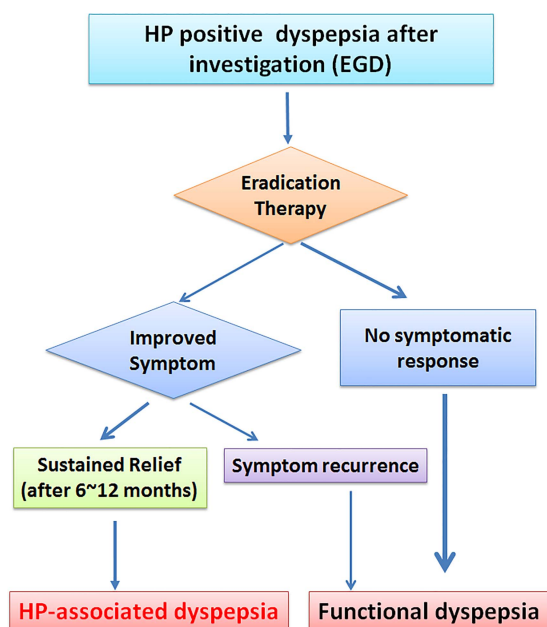 HP positive dyspepsia after
investigation (EGD)
Eradication
Therapy
Improved
Symptom
No symptomatic
response
Sustained Relief
(after 6~12 months)
Symptom recurrence
HP-associated dyspepsia
Functional dyspepsia